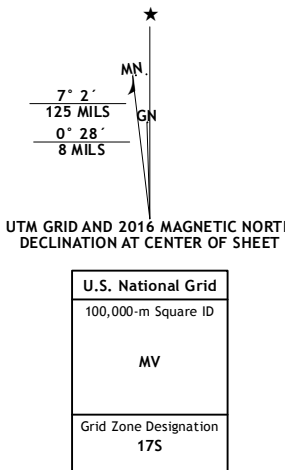 ★
MN.
7° 2´
125 MILS
GN
0° 28´
8 MILS
UTM GRID AND 2016 MAGNETIC NORTH
DECLINATION AT CENTER OF SHEET
U.S. National Grid
100,000-m Square ID
MV
Grid Zone Designation
17S